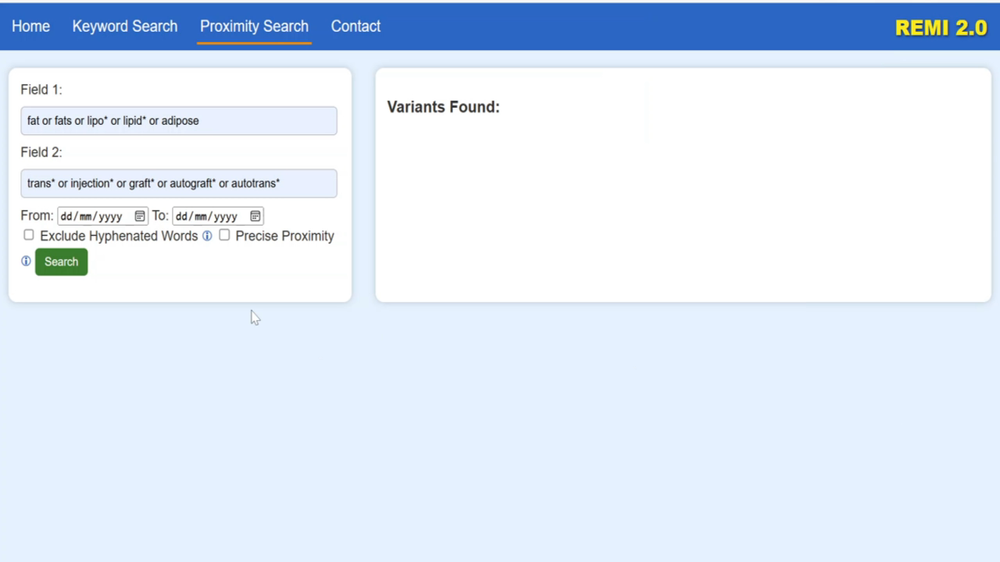 Home Keyword Search Proximity Search Contact REMI 2.0
Field 1:
fat or fats or lipo* or lipid* or adipose
Field 2:
trans* or injection* or graft* or autograft* or autotrans*
From: dd/mm/yyyy To: dd/mm/yyyy
Exclude Hyphenated Words Precise Proximity
Search
Variants Found: